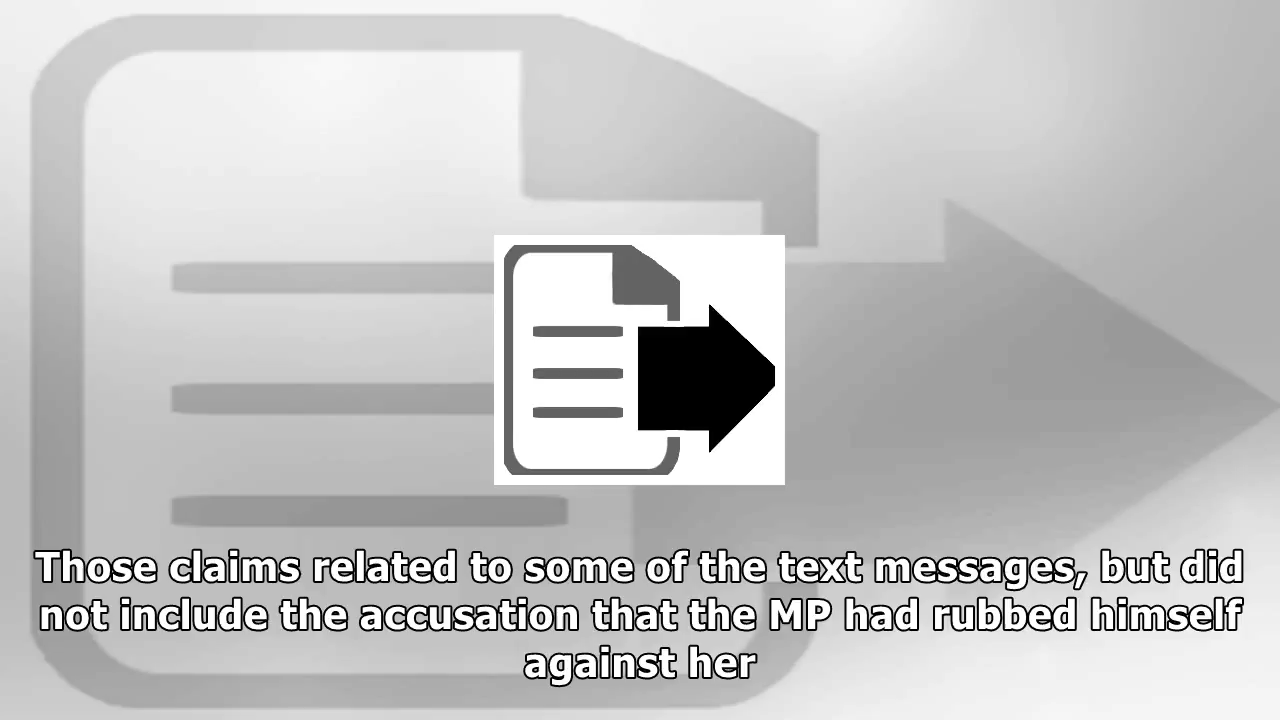 Those claims related to some of the text messages, but did
not include the accusation that the MP had rubbed himself
against her